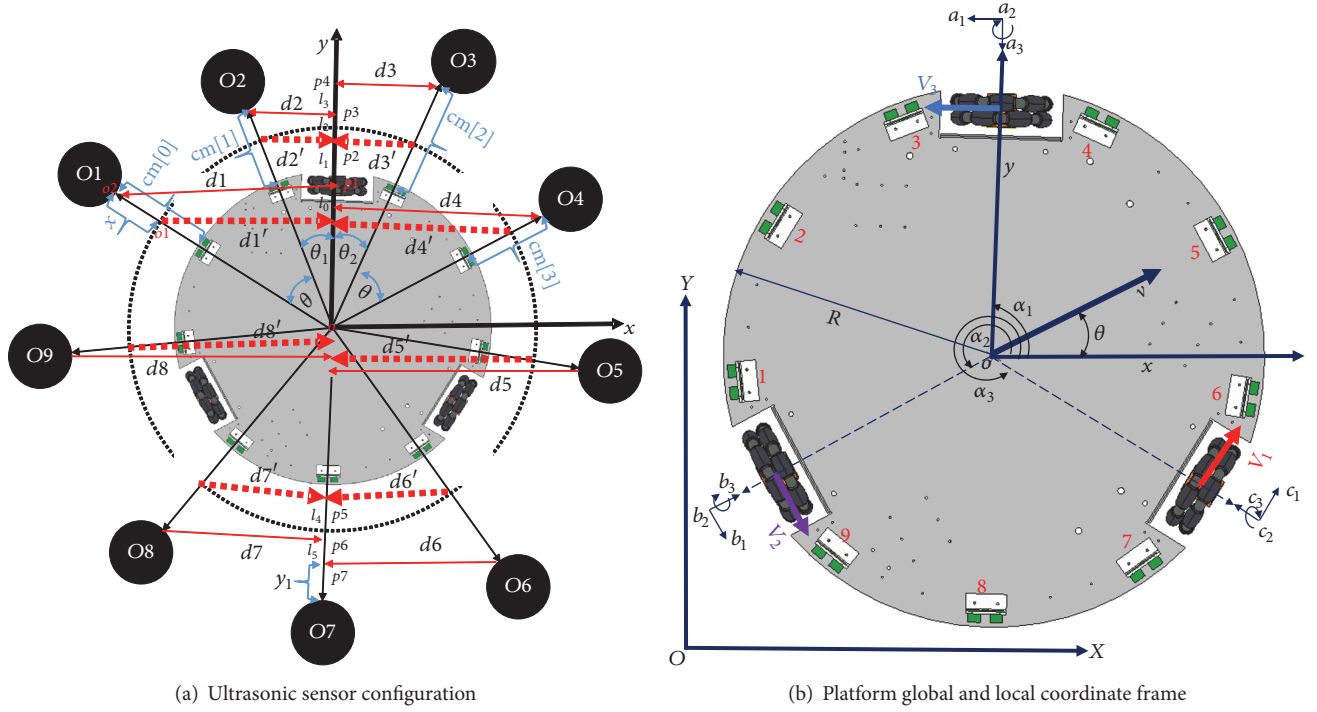 y
O3
O2
d3
p4
d2
l3
p3
cm[2]
l2
cm[1]
cm[0]
d2′
l1
p2
d3′
O1
o2
d1
d4
O4
l0
x
o1
d1′
d4′
θ1
θ2
cm[3]
θ
θ
x
d8′
d5′
O9
O5
d8
d5
d7′
d6′
l4
p5
O8
d7
l5
p6
d6
y1
p7
O6
O7
(a) Ultrasonic sensor configuration
a1
a2
a3
V3
3
4
y
2
5
Y
v
R
α1
α2
θ
o
x
1
α3
6
V1
b3
c3
c1
b2
b1
V2
c2
9
7
8
O
X
(b) Platform global and local coordinate frame